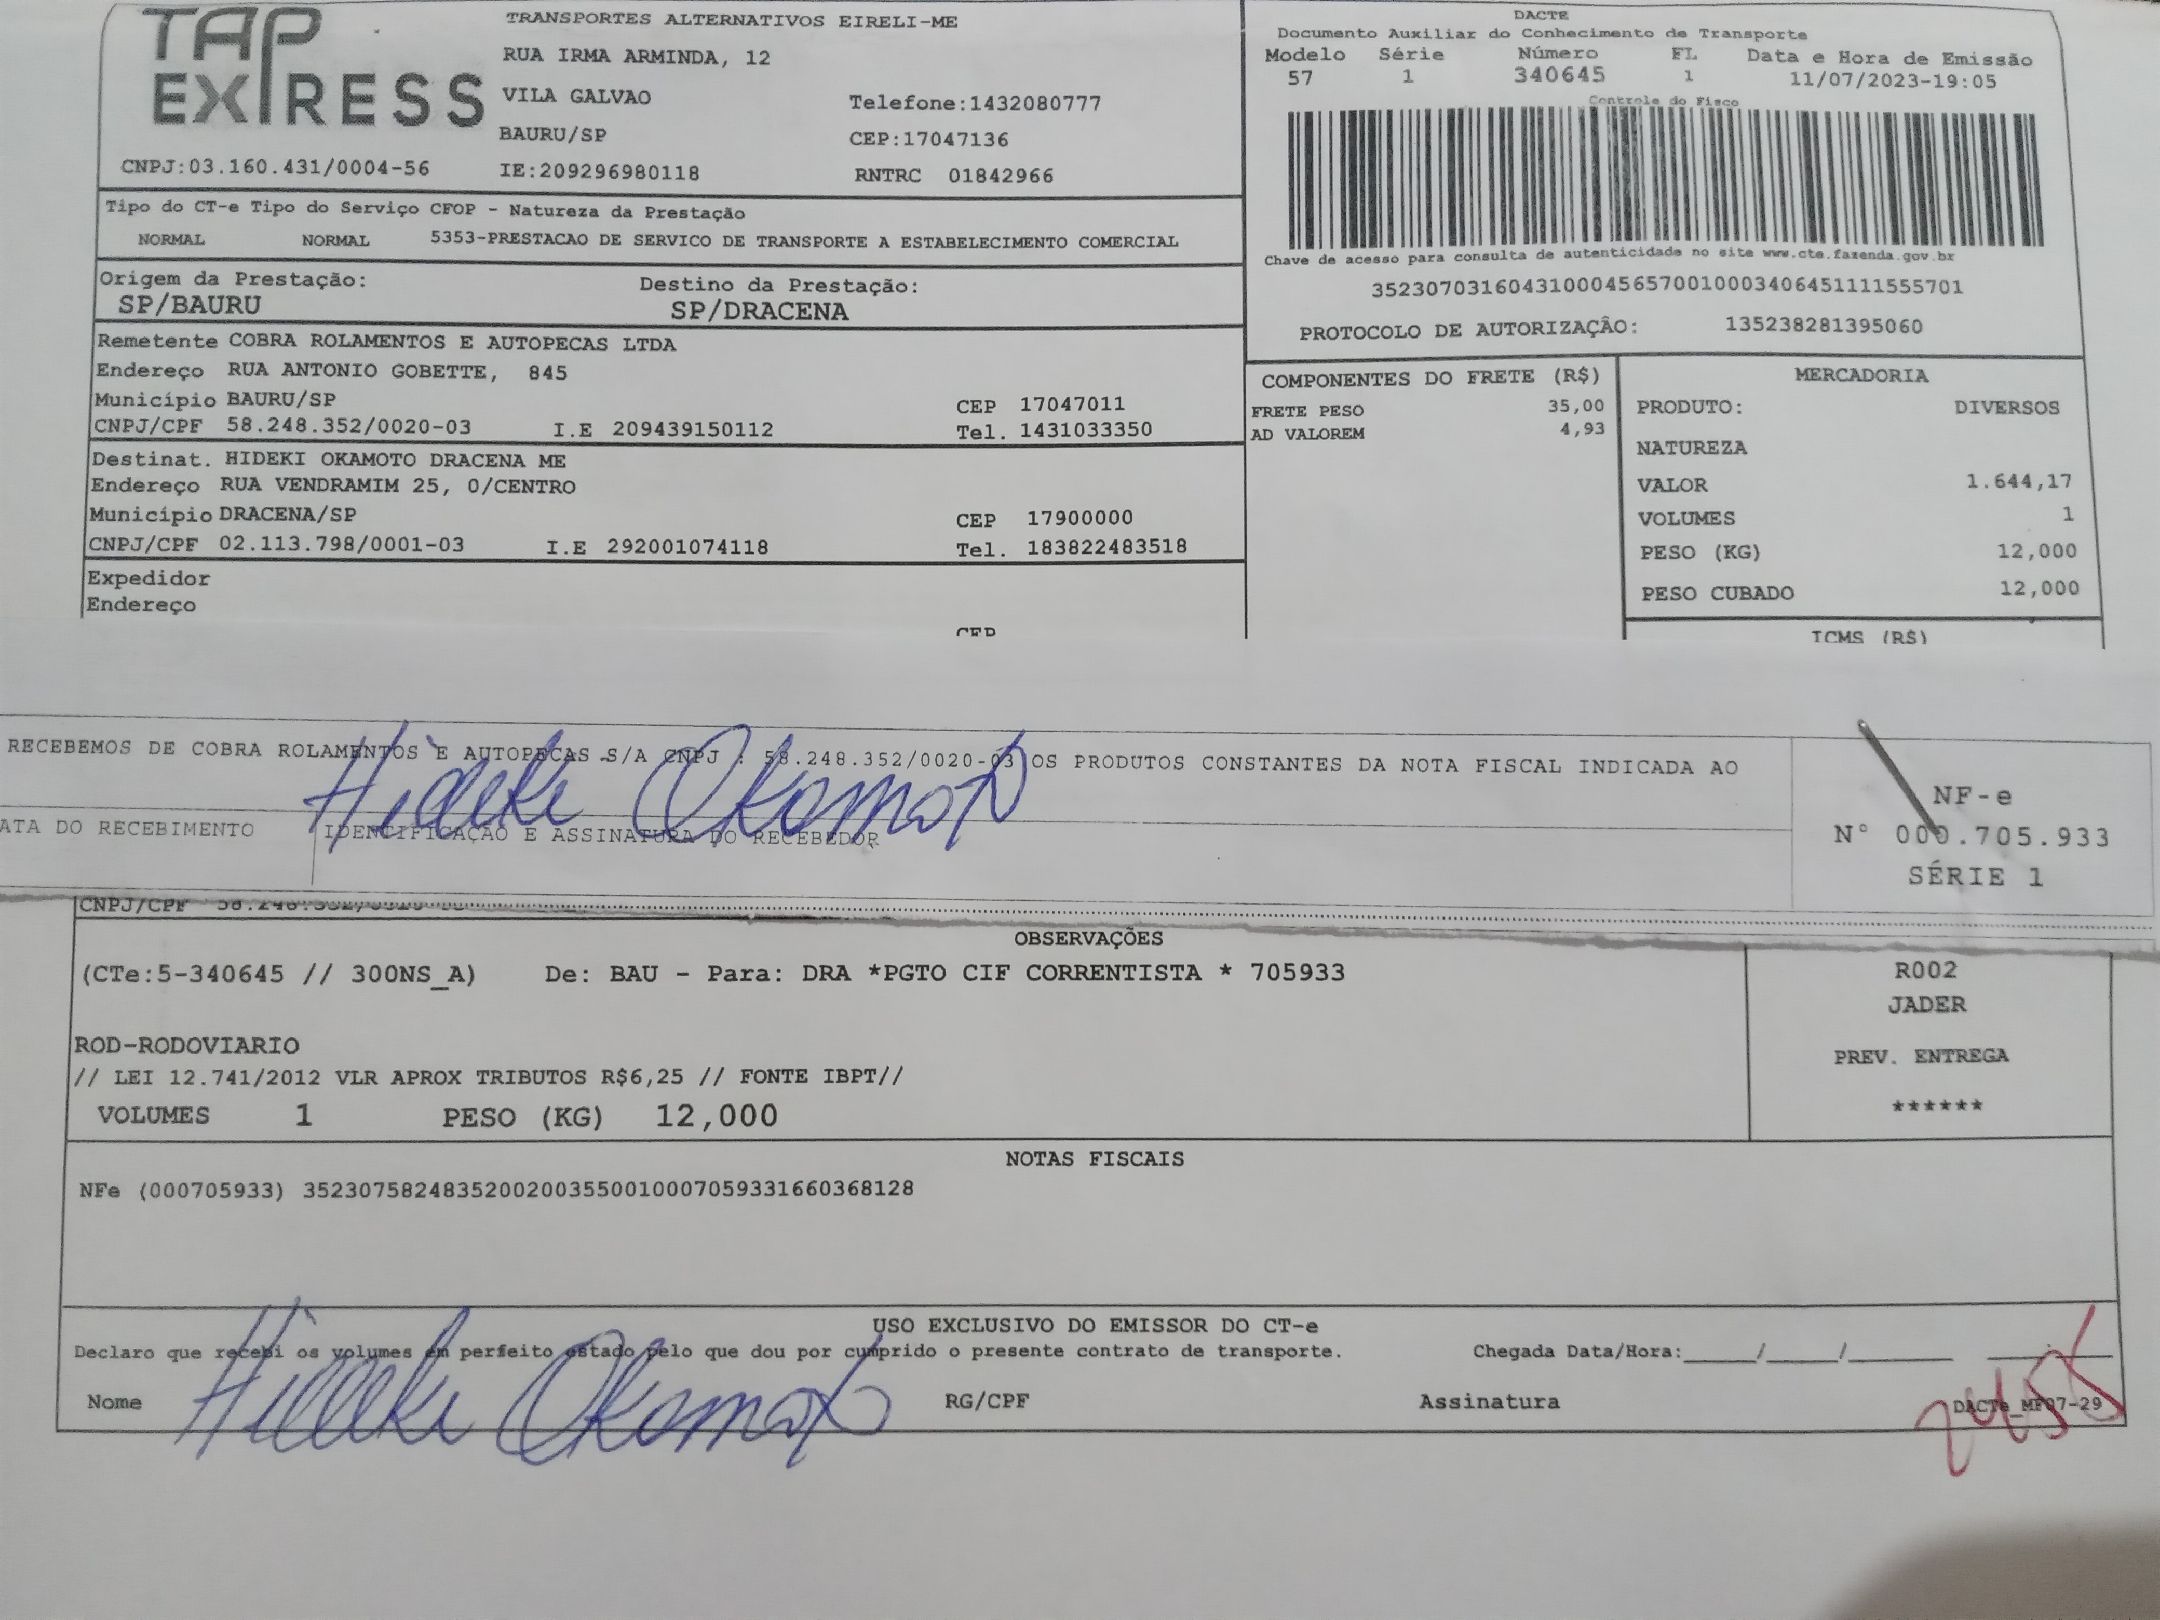 TAP EXPRESS
TRANSPORTES ALTERNATIVOS EIRELI-ME
RUA IRMA ARMINDA, 12
VILA GALVAO Telefone:1432080777
BAURU/SP CEP:17047136
CNPJ:03.160.431/0004-56 IE:209296980118 RNTRC 01842966
DACTE
Documento Auxiliar do Conhecimento de Transporte
Modelo Série Número FL Data e Hora de Emissão
57 1 340645 1 11/07/2023-19:05
Controle do Fisco
Chave de acesso para consulta de autenticidade no site www.cte.fazenda.gov.br
35230703160431000456570010003406451111555701
PROTOCOLO DE AUTORIZAÇÃO: 135238281395060
Tipo do CT-e Tipo do Serviço CFOP - Natureza da Prestação
NORMAL NORMAL 5353-PRESTACAO DE SERVICO DE TRANSPORTE A ESTABELECIMENTO COMERCIAL
Origem da Prestação: Destino da Prestação:
SP/BAURU SP/DRACENA
Remetente COBRA ROLAMENTOS E AUTOPECAS LTDA
Endereço RUA ANTONIO GOBETTE, 845
Município BAURU/SP CEP 17047011
CNPJ/CPF 58.248.352/0020-03 I.E 209439150112 Tel. 1431033350
Destinat. HIDEKI OKAMOTO DRACENA ME
Endereço RUA VENDRAMIM 25, 0/CENTRO
Município DRACENA/SP CEP 17900000
CNPJ/CPF 02.113.798/0001-03 I.E 292001074118 Tel. 183822483518
Expedidor
Endereço
CEP
COMPONENTES DO FRETE (R$)
FRETE PESO 35,00
AD VALOREM 4,93
MERCADORIA
PRODUTO: DIVERSOS
NATUREZA
VALOR 1.644,17
VOLUMES 1
PESO (KG) 12,000
PESO CUBADO 12,000
ICMS (R$)
RECEBEMOS DE COBRA ROLAMENTOS E AUTOPECAS S/A CNPJ : 58.248.352/0020-03 OS PRODUTOS CONSTANTES DA NOTA FISCAL INDICADA AO
Hideki Okamoto
ATA DO RECEBIMENTO IDENTIFICAÇÃO E ASSINATURA DO RECEBEDOR
NF-e
N° 000.705.933
SÉRIE 1
CNPJ/CPF 58.248.352/0020-03
OBSERVAÇÕES
(CTe:5-340645 // 300NS_A) De: BAU - Para: DRA *PGTO CIF CORRENTISTA * 705933
ROD-RODOVIARIO
// LEI 12.741/2012 VLR APROX TRIBUTOS R$6,25 // FONTE IBPT//
VOLUMES 1 PESO (KG) 12,000
R002
JADER
PREV. ENTREGA
******
NOTAS FISCAIS
NFe (000705933) 35230758248352002003550010007059331660368128
USO EXCLUSIVO DO EMISSOR DO CT-e
Declaro que recebi os volumes em perfeito estado pelo que dou por cumprido o presente contrato de transporte. Chegada Data/Hora:_____/_____/________ ____:____
Nome Hideki Okamoto RG/CPF Assinatura DACTe_MF07-29